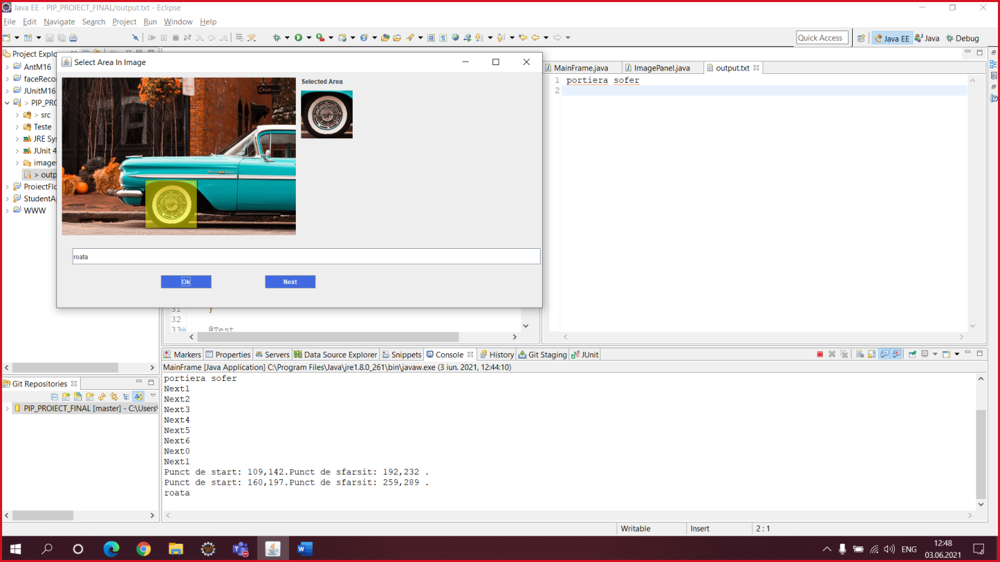 Java EE - PIP_PROIECT_FINAL/output.txt - Eclipse
File Edit Navigate Search Project Run Window Help
Quick Access
Java EE
Java
Debug
Project Explo
AntM16
faceReco
JUnitM16
> PIP_PRO
> src
Teste
JRE Sys
JUnit 4
images
> outp
ProiectFlo
StudentA
WWW
Select Area In Image
Selected Area
roata
Ok
Next
MainFrame.java
ImagePanel.java
output.txt
1 portiera sofer
2
31 }
32
33 @Test
Markers Properties Servers Data Source Explorer Snippets Console History Git Staging JUnit
MainFrame [Java Application] C:\Program Files\Java\jre1.8.0_261\bin\javaw.exe (3 iun. 2021, 12:44:10)
portiera sofer
Next1
Next2
Next3
Next4
Next5
Next6
Next0
Next1
Punct de start: 109,142.Punct de sfarsit: 192,232 .
Punct de start: 160,197.Punct de sfarsit: 259,289 .
roata
Git Repositories
PIP_PROIECT_FINAL [master] - C:\Users\
Writable
Insert
2 : 1
ENG
12:48
03.06.2021